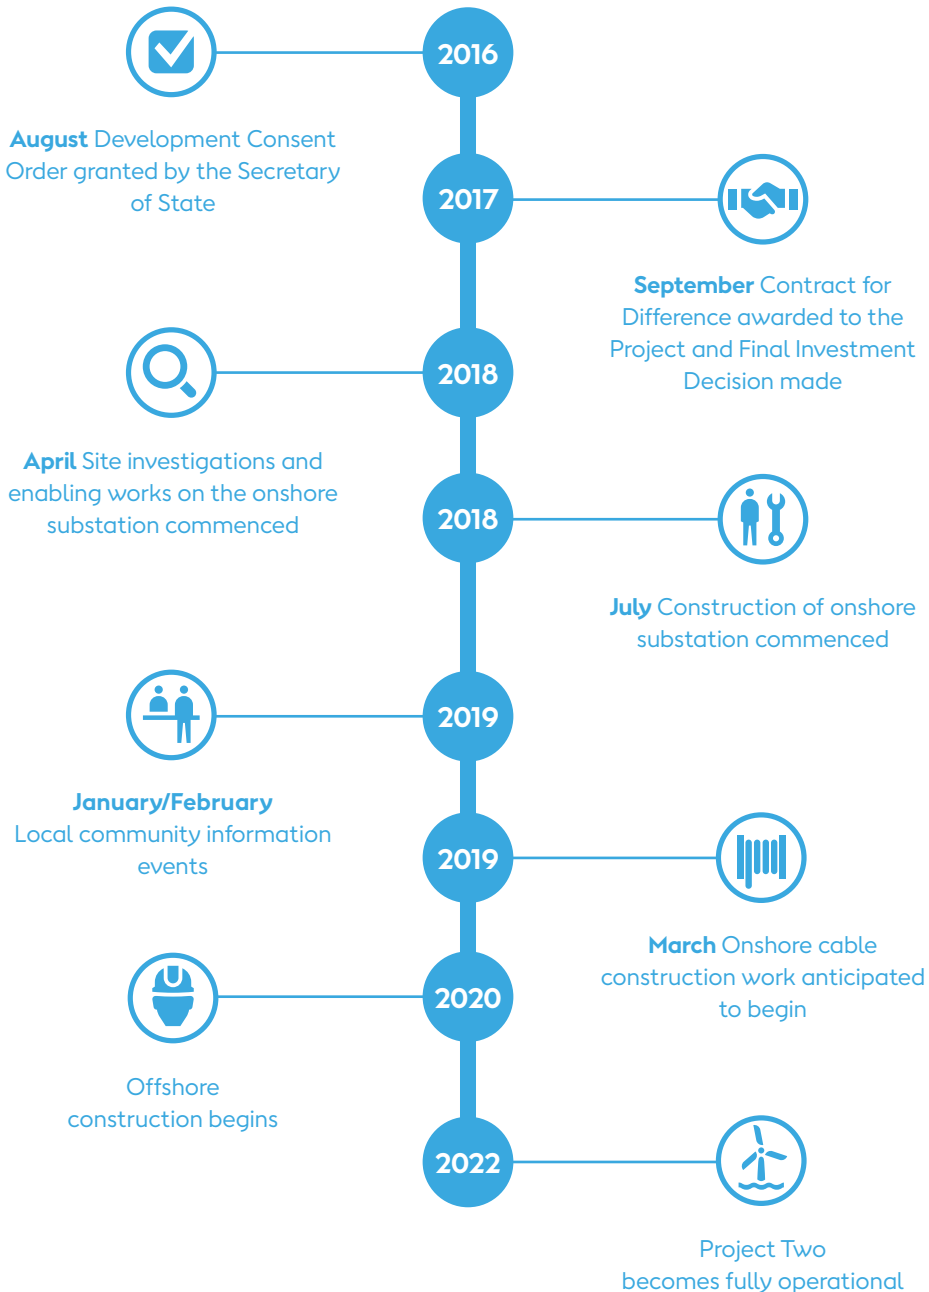 2016
August Development Consent
Order granted by the Secretary
of State
2017
September Contract for
Difference awarded to the
Project and Final Investment
Decision made
2018
April Site investigations and
enabling works on the onshore
substation commenced
2018
July Construction of onshore
substation commenced
2019
January/February
Local community information
events
2019
March Onshore cable
construction work anticipated
to begin
2020
Offshore
construction begins
2022
Project Two
becomes fully operational